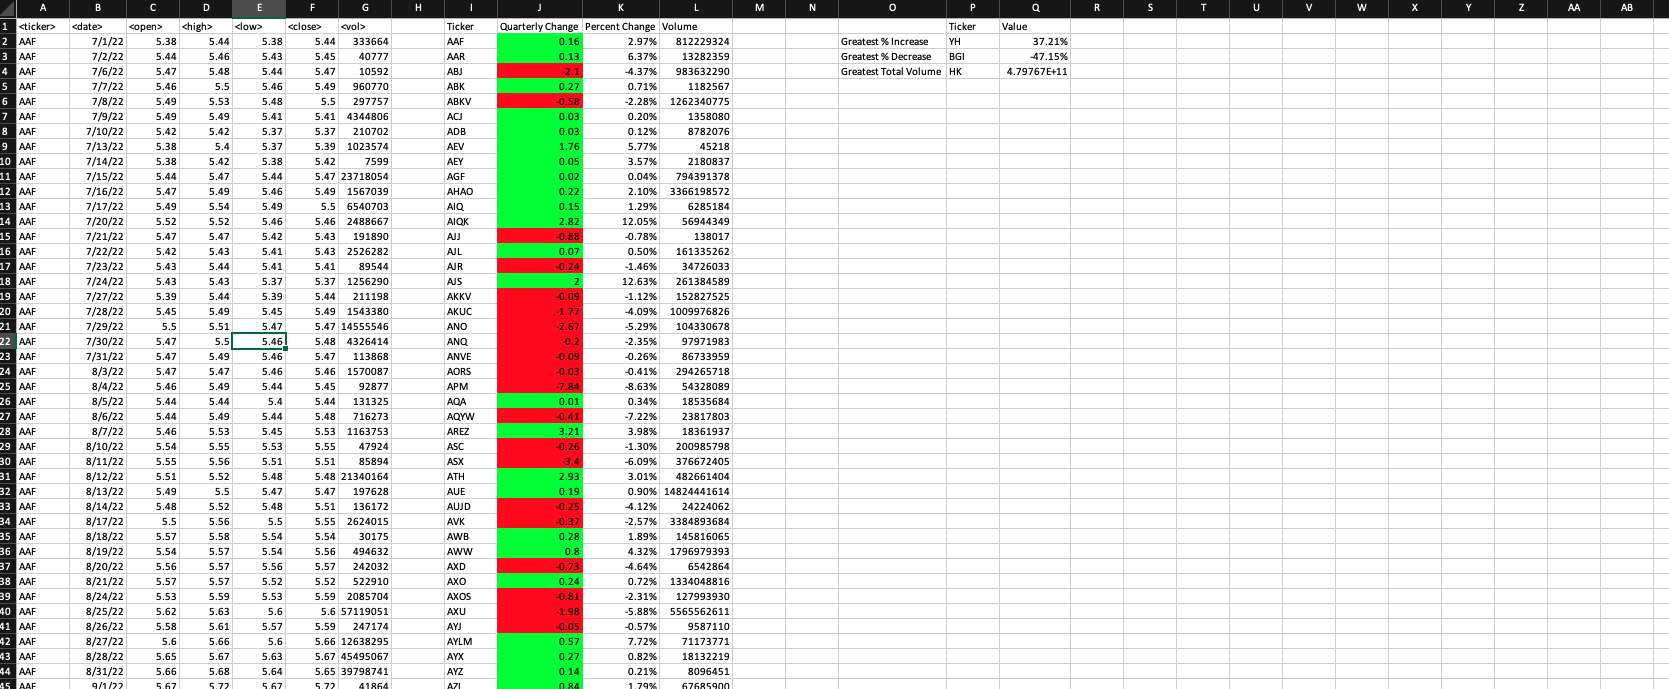 A B C D E F G H I J K L M N O P Q R S T U V W X Y Z AA AB
1 <ticker> <date> <open> <high> <low> <close> <vol> Ticker Quarterly Change Percent Change Volume Ticker Value
2 AAF 7/1/22 5.38 5.44 5.38 5.44 333664 AAF 0.16 2.97% 812229324 Greatest % Increase YH 37.21%
3 AAF 7/2/22 5.44 5.46 5.43 5.45 40777 AAR 0.13 6.37% 13282359 Greatest % Decrease BGI -47.15%
4 AAF 7/6/22 5.47 5.48 5.44 5.47 10592 ABJ -2.1 -4.37% 983632290 Greatest Total Volume HK 4.79767E+11
5 AAF 7/7/22 5.46 5.5 5.46 5.49 960770 ABK 0.27 0.71% 1182567
6 AAF 7/8/22 5.49 5.53 5.48 5.5 297757 ABKV -0.58 -2.28% 1262340775
7 AAF 7/9/22 5.49 5.49 5.41 5.41 4344806 ACJ 0.03 0.20% 1358080
8 AAF 7/10/22 5.42 5.42 5.37 5.37 210702 ADB 0.03 0.12% 8782076
9 AAF 7/13/22 5.38 5.4 5.37 5.39 1023574 AEV 1.76 5.77% 45218
10 AAF 7/14/22 5.38 5.42 5.38 5.42 7599 AEY 0.05 3.57% 2180837
11 AAF 7/15/22 5.44 5.47 5.44 5.47 23718054 AGF 0.02 0.04% 794391378
12 AAF 7/16/22 5.47 5.49 5.46 5.49 1567039 AHAO 0.22 2.10% 3366198572
13 AAF 7/17/22 5.49 5.54 5.49 5.5 6540703 AIQ 0.15 1.29% 6285184
14 AAF 7/20/22 5.52 5.52 5.46 5.46 2488667 AIQK 2.82 12.05% 56944349
15 AAF 7/21/22 5.47 5.47 5.42 5.43 191890 AJJ -0.88 -0.78% 138017
16 AAF 7/22/22 5.42 5.43 5.41 5.43 2526282 AJL 0.07 0.50% 161335262
17 AAF 7/23/22 5.43 5.44 5.41 5.41 89544 AJR -0.24 -1.46% 34726033
18 AAF 7/24/22 5.43 5.43 5.37 5.37 1256290 AJS 2 12.63% 261384589
19 AAF 7/27/22 5.39 5.44 5.39 5.44 211198 AKKV -0.09 -1.12% 152827525
20 AAF 7/28/22 5.45 5.49 5.45 5.49 1543380 AKUC -1.77 -4.09% 1009976826
21 AAF 7/29/22 5.5 5.51 5.47 5.47 14555546 ANO -2.67 -5.29% 104330678
22 AAF 7/30/22 5.47 5.5 5.46 5.48 4326414 ANQ -0.2 -2.35% 97971983
23 AAF 7/31/22 5.47 5.49 5.46 5.47 113868 ANVE -0.09 -0.26% 86733959
24 AAF 8/3/22 5.47 5.47 5.46 5.46 1570087 AORS -0.03 -0.41% 294265718
25 AAF 8/4/22 5.46 5.49 5.44 5.45 92877 APM -7.84 -8.63% 54328089
26 AAF 8/5/22 5.44 5.44 5.4 5.44 131325 AQA 0.01 0.34% 18535684
27 AAF 8/6/22 5.44 5.49 5.44 5.48 716273 AQYW -0.41 -7.22% 23817803
28 AAF 8/7/22 5.46 5.53 5.45 5.53 1163753 AREZ 3.21 3.98% 18361937
29 AAF 8/10/22 5.54 5.55 5.53 5.55 47924 ASC -0.26 -1.30% 200985798
30 AAF 8/11/22 5.55 5.56 5.51 5.51 85894 ASX -3.4 -6.09% 376672405
31 AAF 8/12/22 5.51 5.52 5.48 5.48 21340164 ATH 2.93 3.01% 482661404
32 AAF 8/13/22 5.49 5.5 5.47 5.47 197628 AUE 0.19 0.90% 14824441614
33 AAF 8/14/22 5.48 5.52 5.48 5.51 136172 AUJD -0.25 -4.12% 24224062
34 AAF 8/17/22 5.5 5.56 5.5 5.55 2624015 AVK -0.37 -2.57% 3384893684
35 AAF 8/18/22 5.57 5.58 5.54 5.54 30175 AWB 0.28 1.89% 145816065
36 AAF 8/19/22 5.54 5.57 5.54 5.56 494632 AWW 0.8 4.32% 1796979393
37 AAF 8/20/22 5.56 5.57 5.56 5.57 242032 AXD -0.73 -4.64% 6542864
38 AAF 8/21/22 5.57 5.57 5.52 5.52 522910 AXO 0.24 0.72% 1334048816
39 AAF 8/24/22 5.53 5.59 5.53 5.59 2085704 AXOS -0.81 -2.31% 127993930
40 AAF 8/25/22 5.62 5.63 5.6 5.6 57119051 AXU -1.98 -5.88% 5565562611
41 AAF 8/26/22 5.58 5.61 5.57 5.59 247174 AYJ -0.05 -0.57% 9587110
42 AAF 8/27/22 5.6 5.66 5.6 5.66 12638295 AYLM 0.57 7.72% 71173771
43 AAF 8/28/22 5.65 5.67 5.63 5.67 45495067 AYX 0.27 0.82% 18132219
44 AAF 8/31/22 5.66 5.68 5.64 5.65 39798741 AYZ 0.14 0.21% 8096451
45 AAF 9/1/22 5.67 5.72 5.67 5.72 41864 AZL 0.84 1.79% 67685900